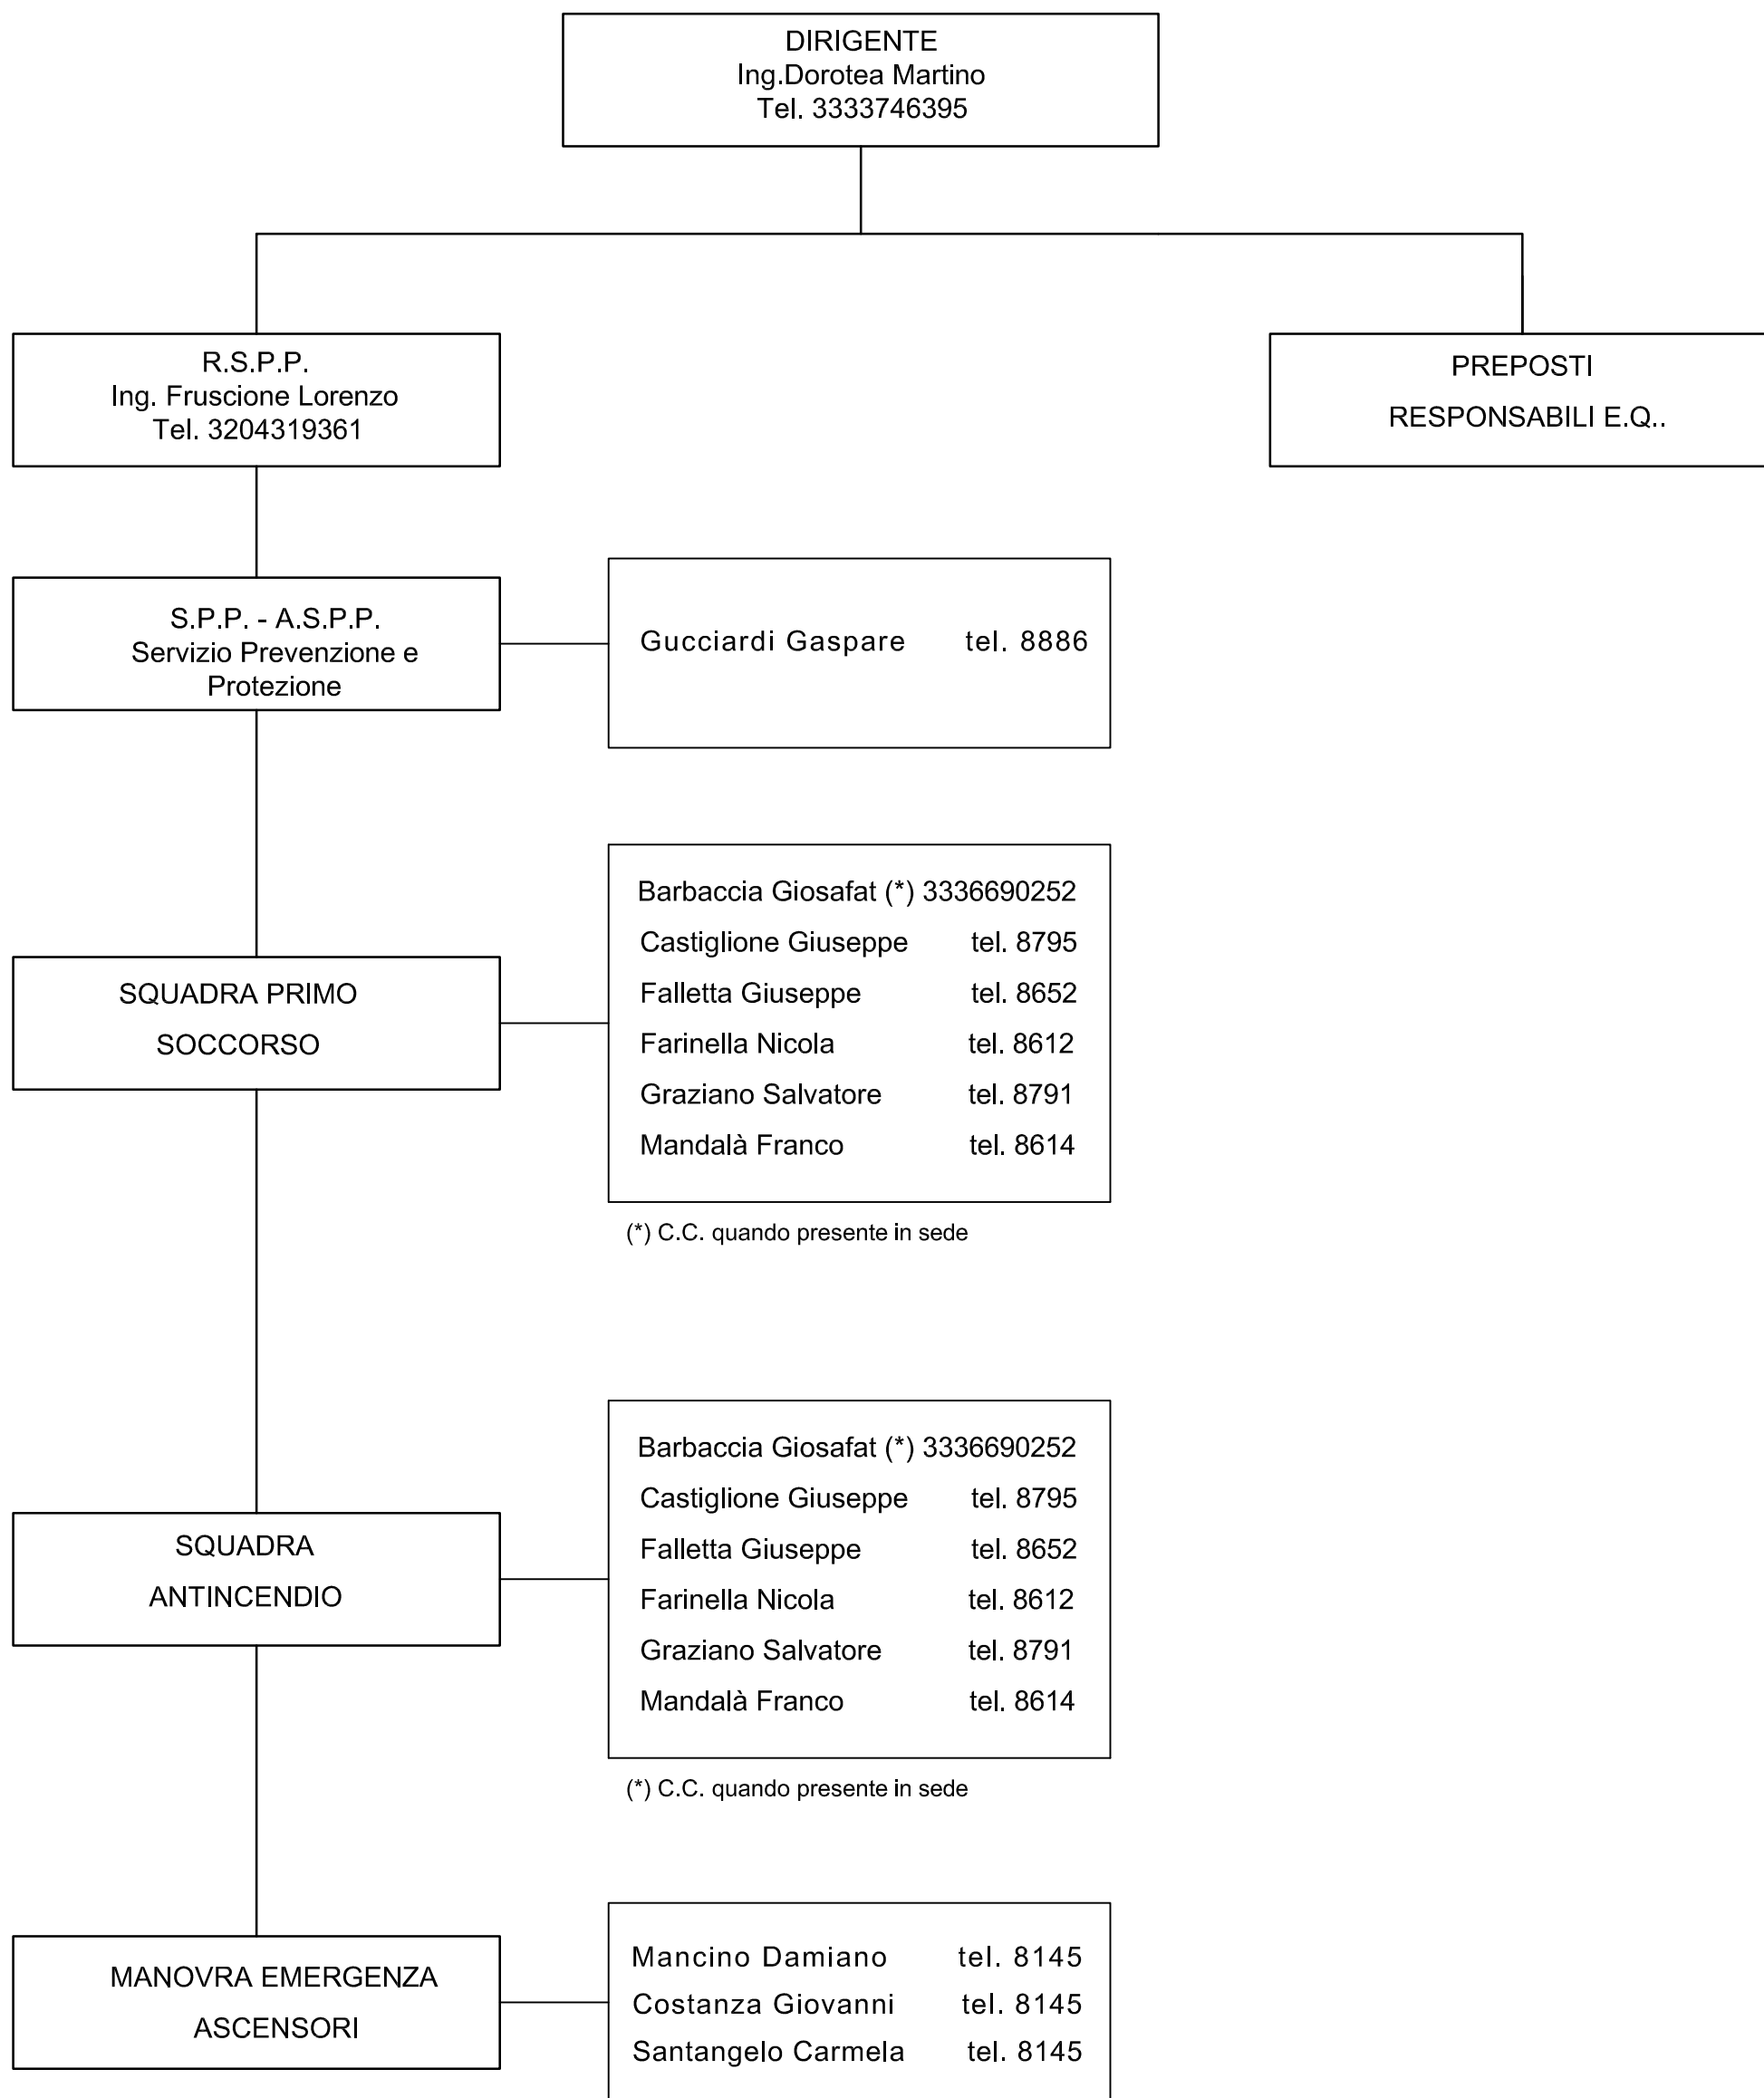 DIRIGENTE
Ing.Dorotea Martino
Tel. 3333746395
R.S.P.P.
Ing. Fruscione Lorenzo
Tel. 3204319361
PREPOSTI
RESPONSABILI E.Q..
S.P.P. - A.S.P.P.
Servizio Prevenzione e
Protezione
Gucciardi Gaspare tel. 8886
SQUADRA PRIMO
SOCCORSO
Barbaccia Giosafat (*) 3336690252
Castiglione Giuseppe tel. 8795
Falletta Giuseppe tel. 8652
Farinella Nicola tel. 8612
Graziano Salvatore tel. 8791
Mandalà Franco tel. 8614
(*) C.C. quando presente in sede
SQUADRA
ANTINCENDIO
Barbaccia Giosafat (*) 3336690252
Castiglione Giuseppe tel. 8795
Falletta Giuseppe tel. 8652
Farinella Nicola tel. 8612
Graziano Salvatore tel. 8791
Mandalà Franco tel. 8614
(*) C.C. quando presente in sede
MANOVRA EMERGENZA
ASCENSORI
Mancino Damiano tel. 8145
Costanza Giovanni tel. 8145
Santangelo Carmela tel. 8145